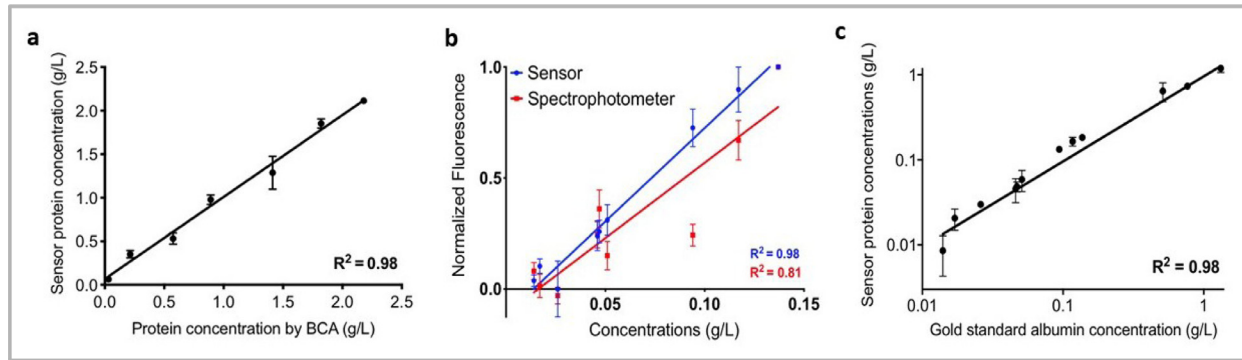 a
Sensor protein concentration (g/L)
2.5
2.0
1.5
1.0
0.5
0.0
0.0 0.5 1.0 1.5 2.0 2.5
R² = 0.98
Protein concentration by BCA (g/L)
b
Sensor
Spectrophotometer
Normalized Fluorescence
1.0
0.5
0.0
0.05 0.10 0.15
R² = 0.98
R² = 0.81
Concentrations (g/L)
c
Sensor protein concentrations (g/L)
1
0.1
0.01
0.01 0.1 1
R² = 0.98
Gold standard albumin concentration (g/L)